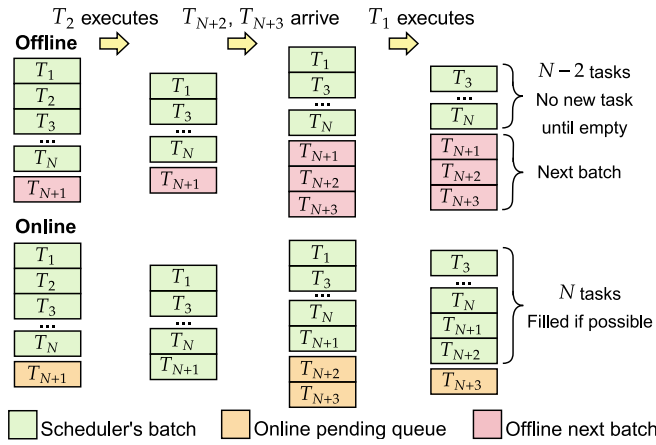 T2 executes
TN+2, TN+3 arrive
T1 executes
Offline
T1
T2
T3
...
TN
TN+1
T1
T3
...
TN
TN+1
T1
T3
...
TN
TN+1
TN+2
TN+3
T3
...
TN
TN+1
TN+2
TN+3
N−2 tasks
No new task
until empty
Next batch
Online
T1
T2
T3
...
TN
TN+1
T1
T3
...
TN
TN+1
T1
T3
...
TN
TN+1
TN+2
TN+3
T3
...
TN
TN+1
TN+2
TN+3
N tasks
Filled if possible
Scheduler's batch
Online pending queue
Offline next batch